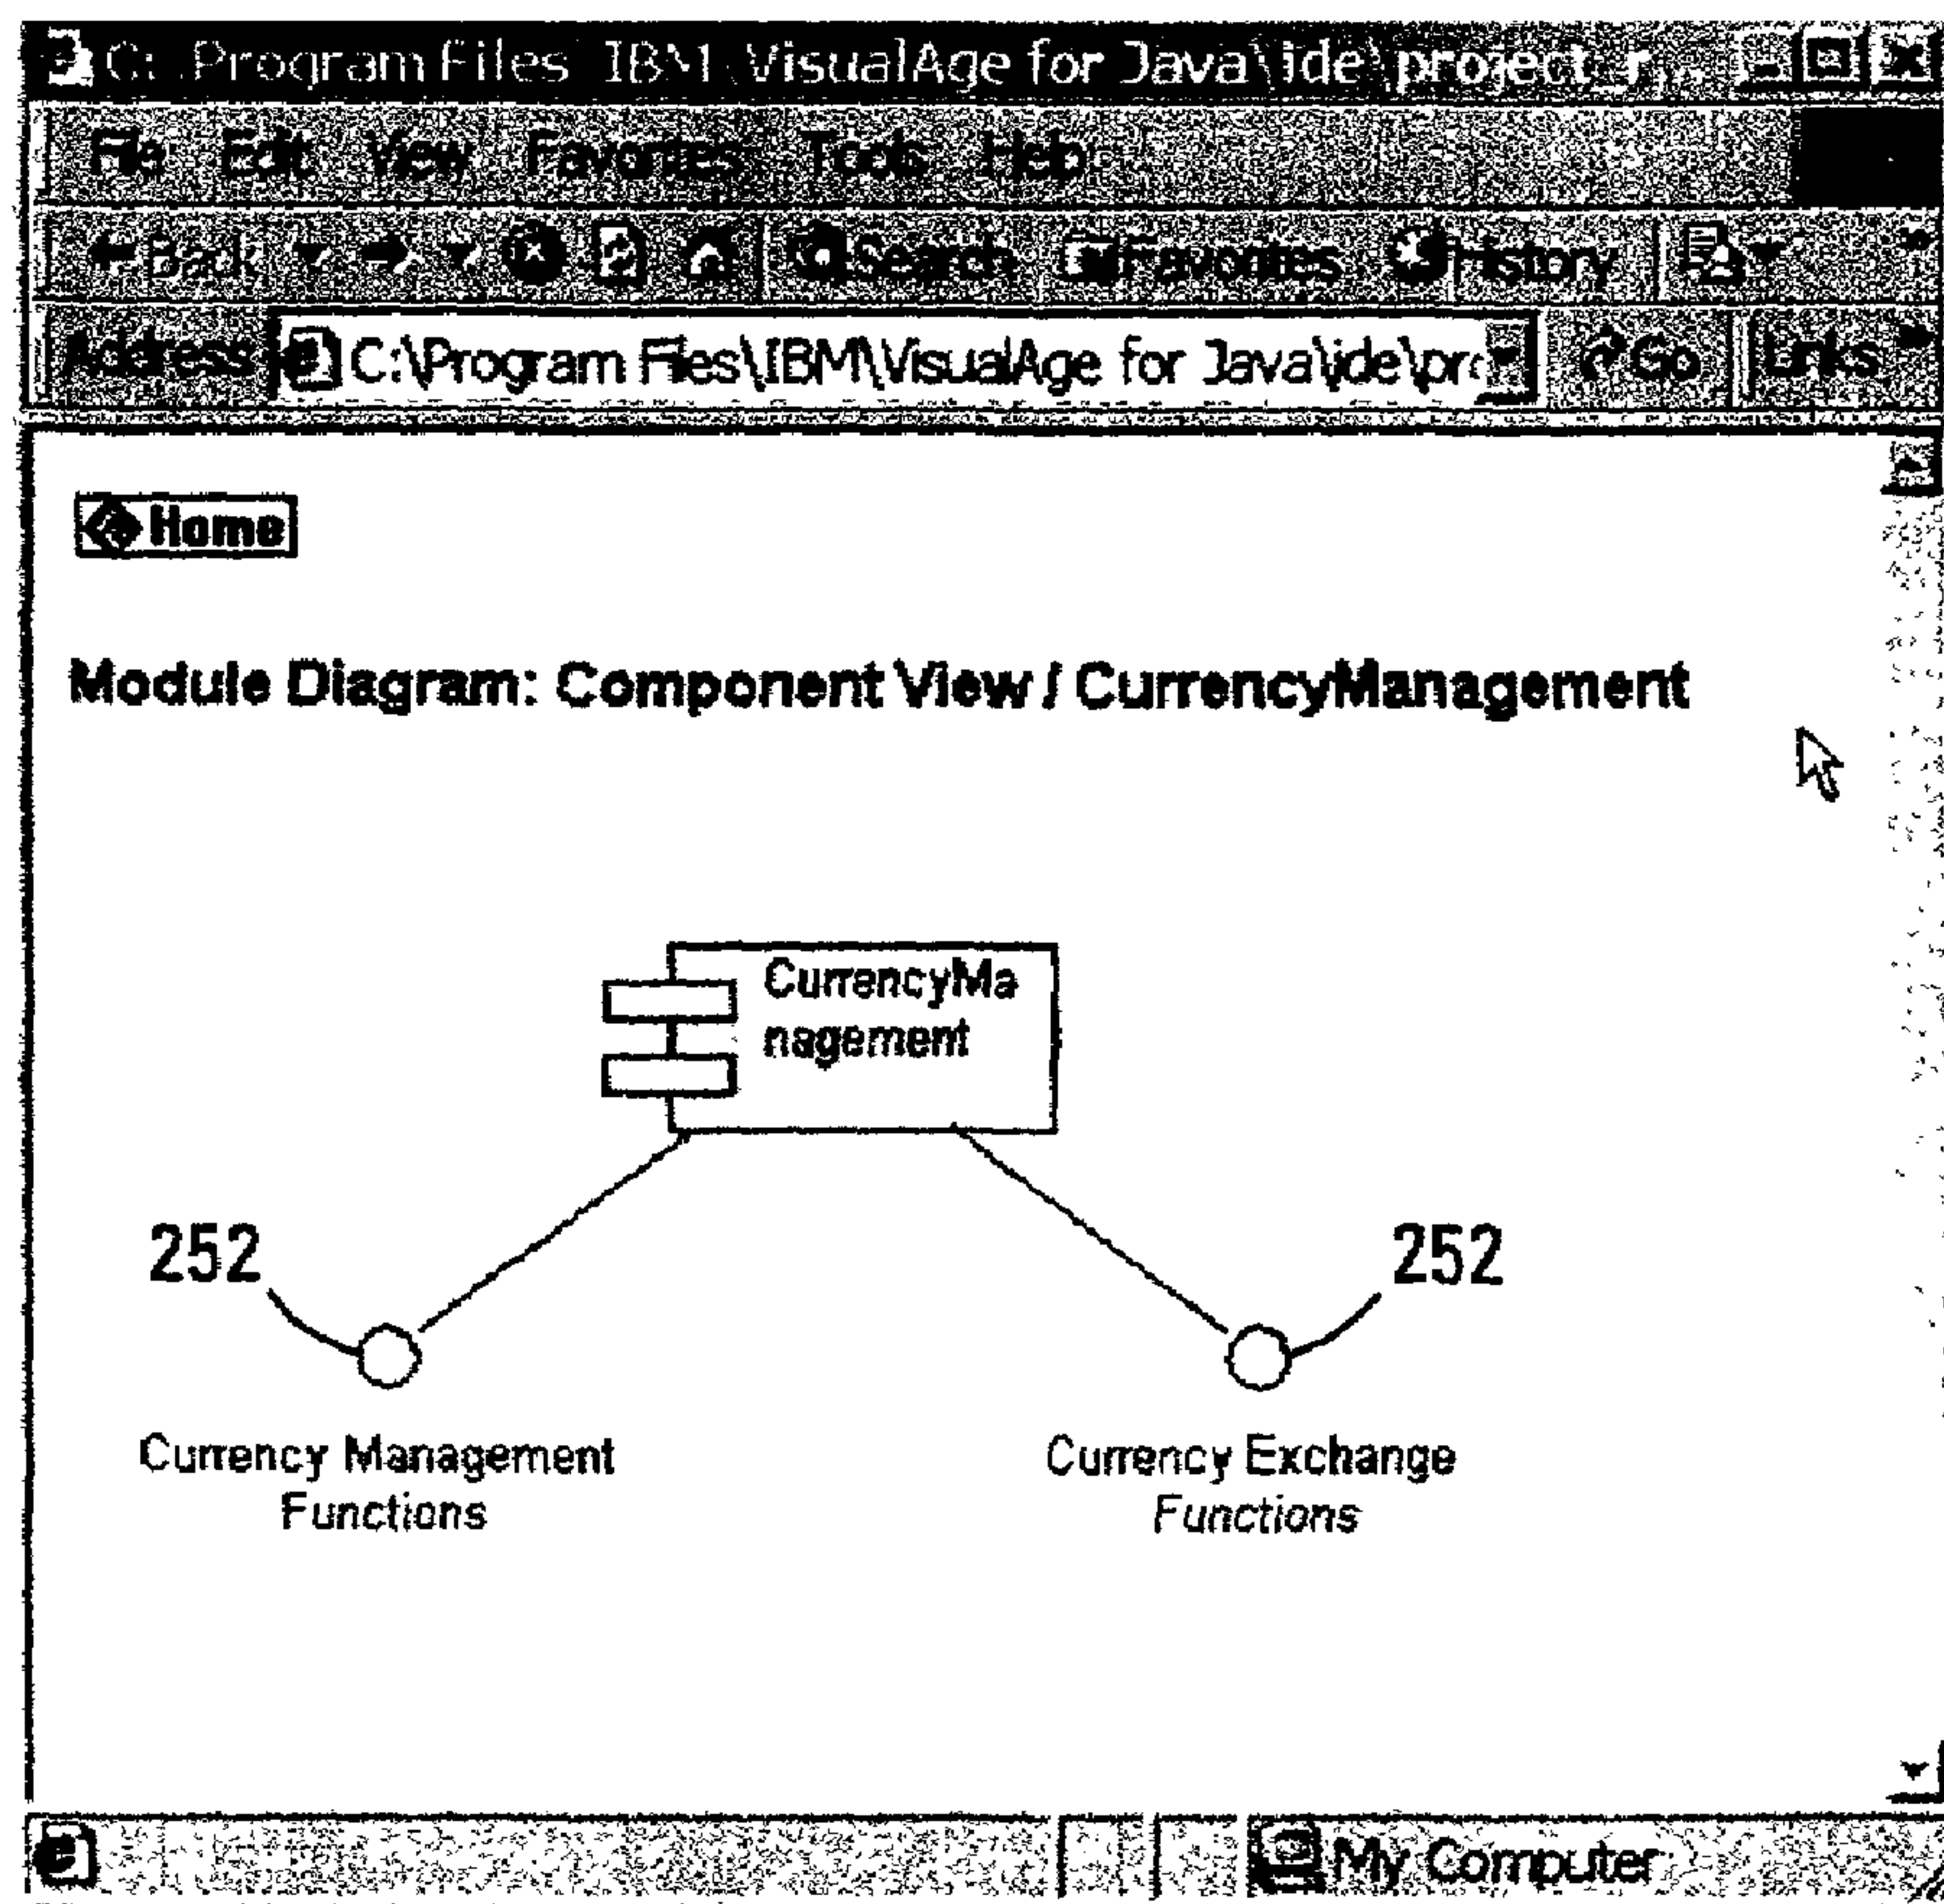 C:\Program Files\IBM\VisualAge for Java\ide\project_r...
File Edit View Favorites Tools Help
Back Search Favorites History
Address C:\Program Files\IBM\VisualAge for Java\ide\pro Go Links
Home
Module Diagram: Component View / CurrencyManagement
CurrencyMa
nagement
252 252
Currency Management Currency Exchange
Functions Functions
My Computer